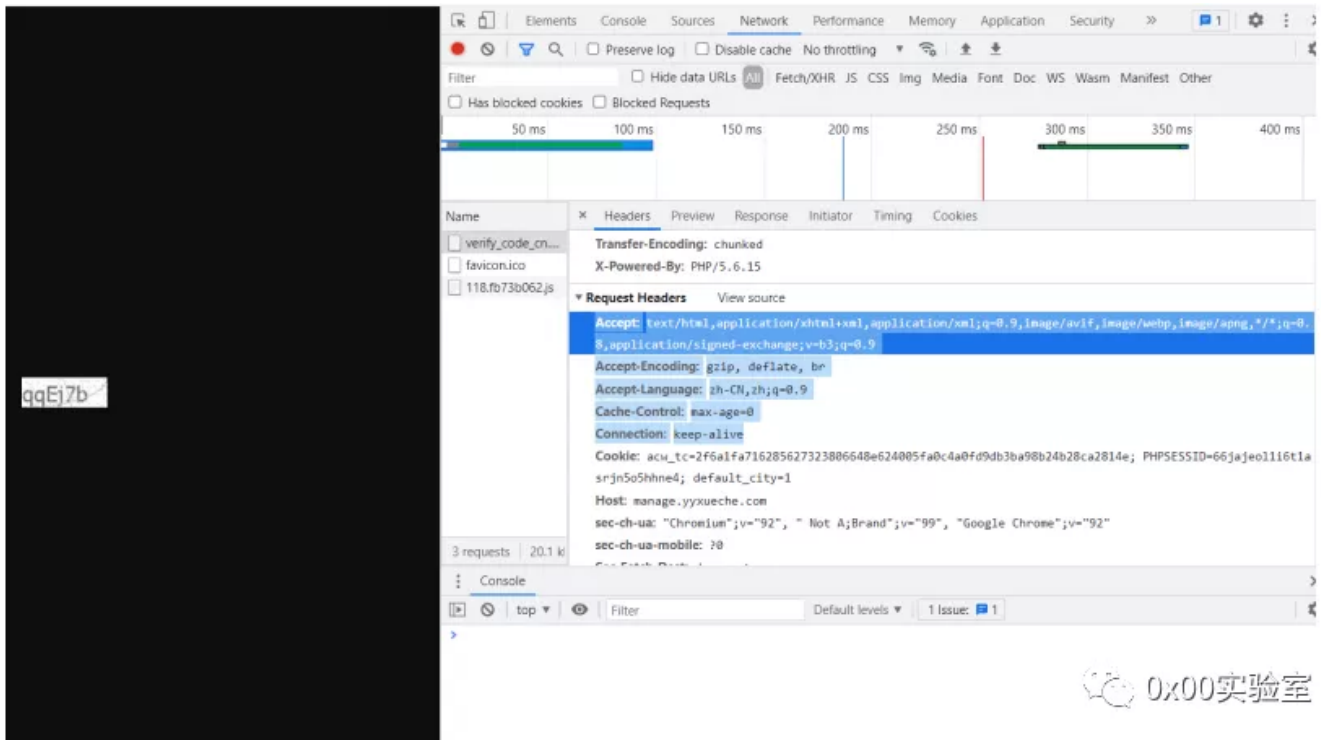 Elements Console Sources Network Performance Memory Application Security » 1
Preserve log Disable cache No throttling
Filter Hide data URLs All Fetch/XHR JS CSS Img Media Font Doc WS Wasm Manifest Other
Has blocked cookies Blocked Requests
50 ms 100 ms 150 ms 200 ms 250 ms 300 ms 350 ms 400 ms
Name × Headers Preview Response Initiator Timing Cookies
verify_code_cn....
favicon.ico
118.fb73b062.js
Transfer-Encoding: chunked
X-Powered-By: PHP/5.6.15
Request Headers View source
Accept: text/html,application/xhtml+xml,application/xml;q=0.9,image/avif,image/webp,image/apng,*/*;q=0.
8,application/signed-exchange;v=b3;q=0.9
Accept-Encoding: gzip, deflate, br
Accept-Language: zh-CN,zh;q=0.9
Cache-Control: max-age=0
Connection: keep-alive
Cookie: acw_tc=2f6a1fa7162856273238066​48e624005fa0c4a0fd9db3ba98b24b28ca2814e; PHPSESSID=66jajeol1i6t1a
srjn5o5hhne4; default_city=1
Host: manage.yyxueche.com
sec-ch-ua: "Chromium";v="92", " Not A;Brand";v="99", "Google Chrome";v="92"
sec-ch-ua-mobile: ?0
qqEj7b
3 requests 20.1 k
Console
top Filter Default levels 1 Issue: 1
0x00实验室